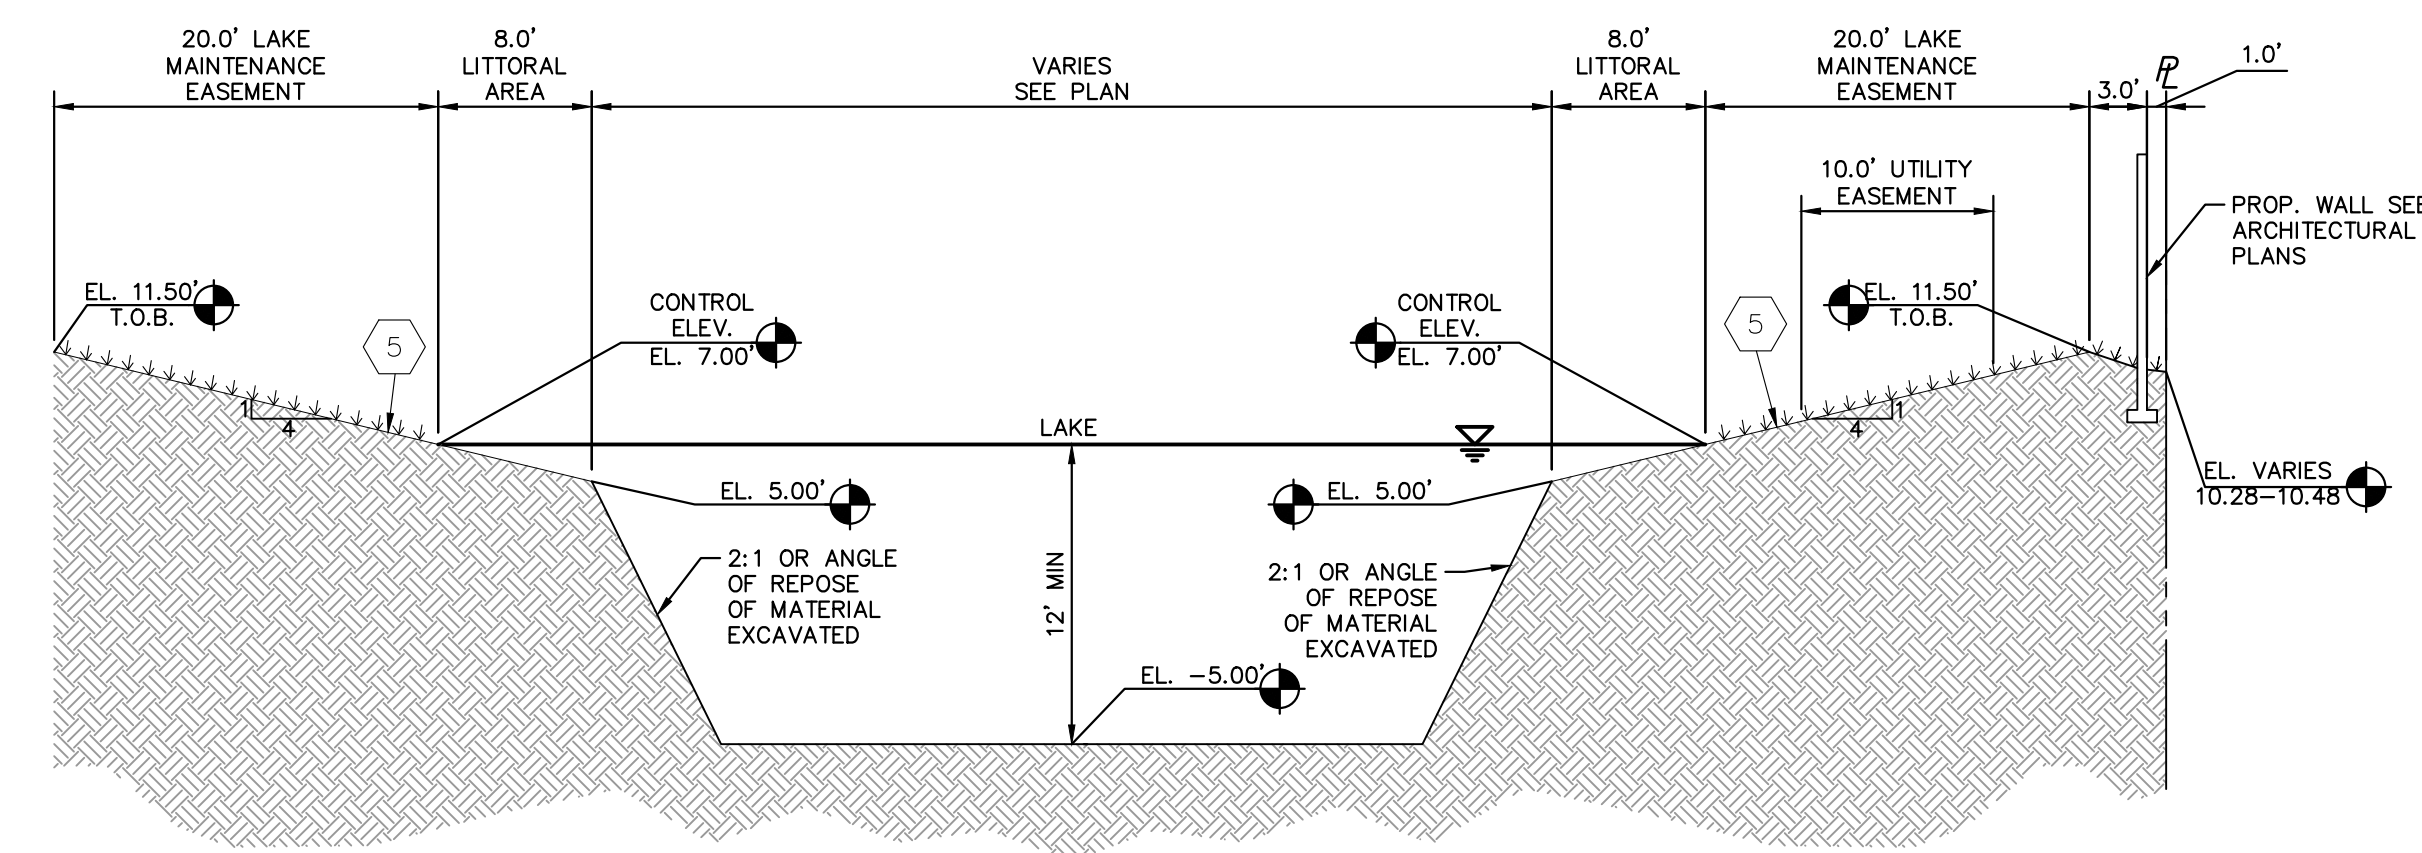 20.0' LAKE
MAINTENANCE
EASEMENT
8.0'
LITTORAL
AREA
VARIES
SEE PLAN
8.0'
LITTORAL
AREA
20.0' LAKE
MAINTENANCE
EASEMENT
3.0'
PL
1.0'
10.0' UTILITY
EASEMENT
PROP. WALL SEE
ARCHITECTURAL
PLANS
EL. 11.50'
T.O.B.
5
CONTROL
ELEV.
EL. 7.00'
CONTROL
ELEV.
EL. 7.00'
5
EL. 11.50'
T.O.B.
1
4
LAKE
1
4
EL. 5.00'
EL. 5.00'
EL. VARIES
10.28-10.48
2:1 OR ANGLE
OF REPOSE
OF MATERIAL
EXCAVATED
12' MIN
2:1 OR ANGLE
OF REPOSE
OF MATERIAL
EXCAVATED
EL. -5.00'